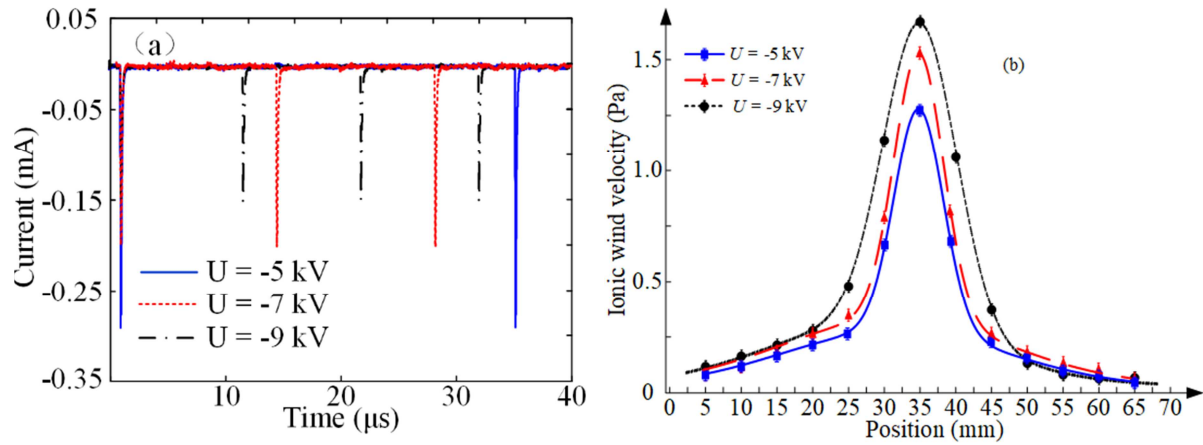 0.05
(a)
-0.05
-0.15
-0.25
-0.35
Current (mA)
U = -5 kV
U = -7 kV
U = -9 kV
10 20 30 40
Time (μs)
1.5
1.0
0.5
0
Ionic wind velocity (Pa)
U = -5 kV
U = -7 kV
U = -9 kV
(b)
0 5 10 15 20 25 30 35 40 45 50 55 60 65 70
Position (mm)